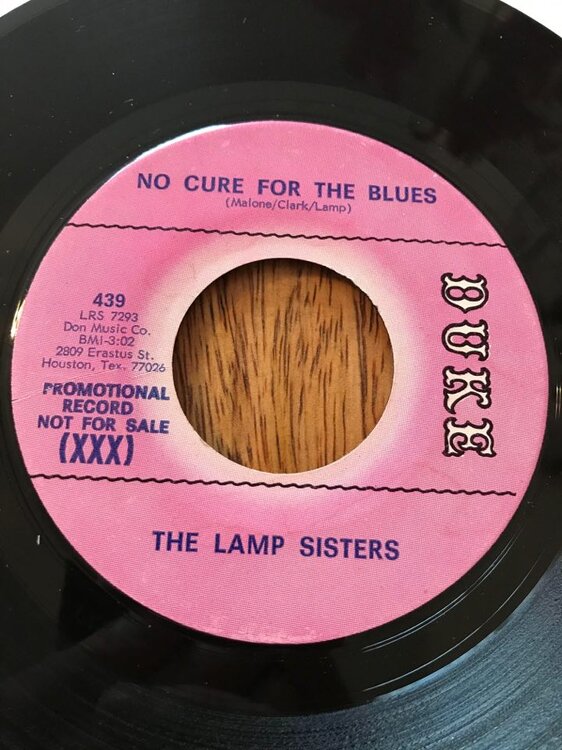 NO CURE FOR THE BLUES
(Malone/Clark/Lamp)
439
LRS 7293
Don Music Co.
BMI-3:02
2809 Erastus St.
Houston, Tex. 77026
PROMOTIONAL
RECORD
NOT FOR SALE
(XXX)
DUKE
THE LAMP SISTERS